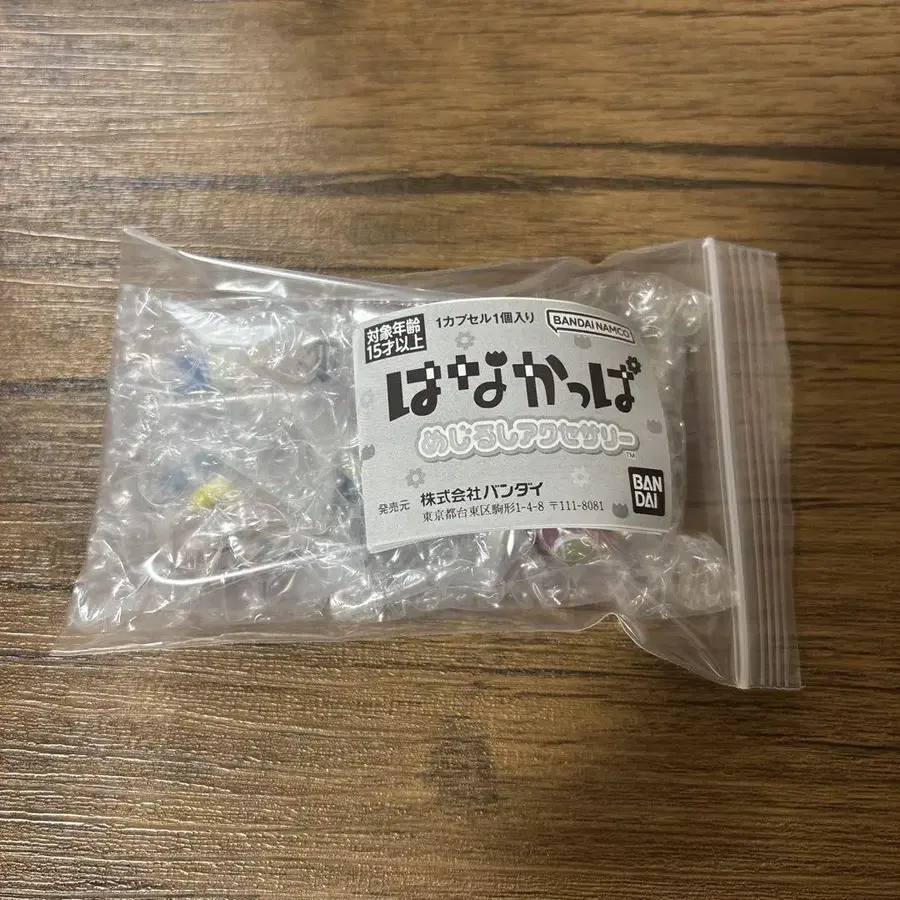 対象年齢
15才以上
1カプセル1個入り
BANDAI NAMCO
はなかっぱ
めじるしアクセサリー
TM
発売元 株式会社バンダイ
東京都台東区駒形1-4-8 〒111-8081
BAN
DAI